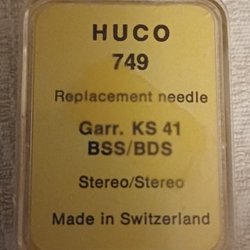 HUCO
749
Replacement needle
Garr. KS 41
BSS/BDS
Stereo/Stereo
Made in Switzerland